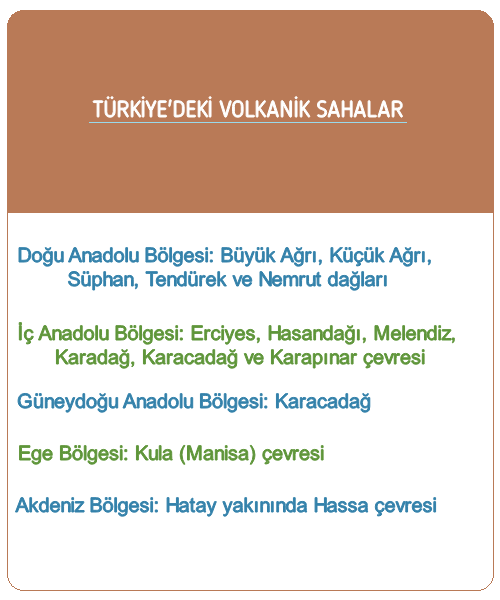 TÜRKİYE'DEKİ VOLKANİK SAHALAR
Doğu Anadolu Bölgesi: Büyük Ağrı, Küçük Ağrı,
Süphan, Tendürek ve Nemrut dağları
İç Anadolu Bölgesi: Erciyes, Hasandağı, Melendiz,
Karadağ, Karacadağ ve Karapınar çevresi
Güneydoğu Anadolu Bölgesi: Karacadağ
Ege Bölgesi: Kula (Manisa) çevresi
Akdeniz Bölgesi: Hatay yakınında Hassa çevresi